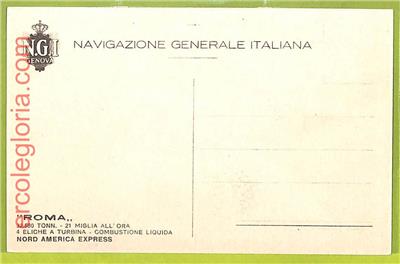 N.G.I
GENOVA
NAVIGAZIONE GENERALE ITALIANA
ercolegloria.com
"ROMA,,
TONN. - 21 MIGLIA ALL'ORA
4 ELICHE A TURBINA - COMBUSTIONE LIQUIDA
NORD AMERICA EXPRESS